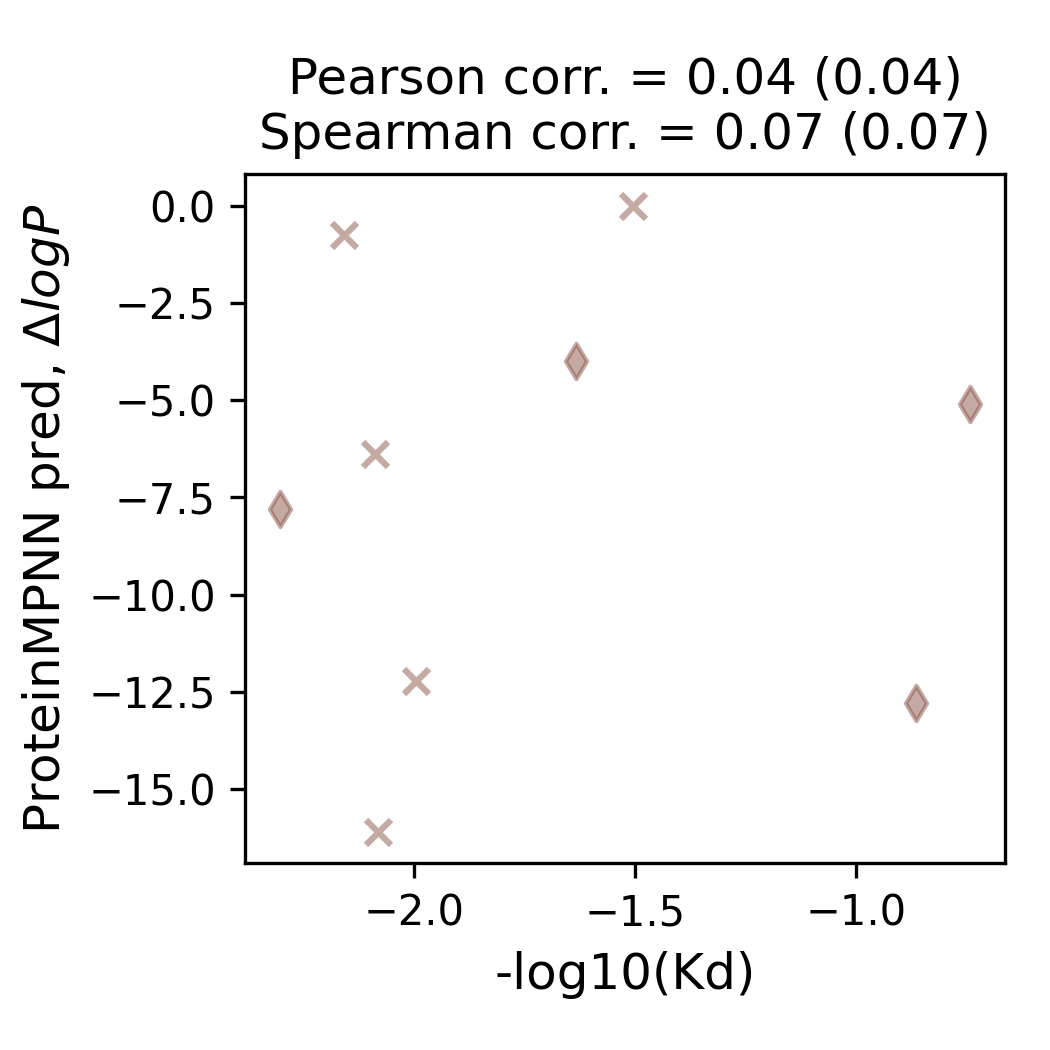 Pearson corr. = 0.04 (0.04)
Spearman corr. = 0.07 (0.07)
ProteinMPNN pred, ΔlogP
0.0
−2.5
−5.0
−7.5
−10.0
−12.5
−15.0
−2.0
−1.5
−1.0
-log10(Kd)